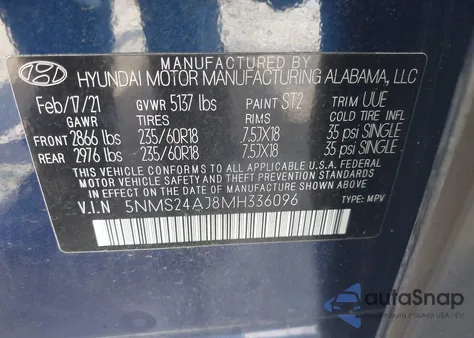 MANUFACTURED BY
HYUNDAI MOTOR MANUFACTURING ALABAMA, LLC
Feb/17/21 GVWR 5137 lbs PAINT ST2 TRIM UUE
GAWR TIRES RIMS COLD TIRE INFL
FRONT 2866 lbs 235/60R18 7.5JX18 35 psi SINGLE
REAR 2976 lbs 235/60R18 7.5JX18 35 psi SINGLE
THIS VEHICLE CONFORMS TO ALL APPLICABLE U.S.A. FEDERAL
MOTOR VEHICLE SAFETY AND THEFT PREVENTION STANDARDS
IN EFFECT ON THE DATE OF MANUFACTURE SHOWN ABOVE.
V.I.N 5NMS24AJ8MH336096 TYPE: MPV
autoSnap